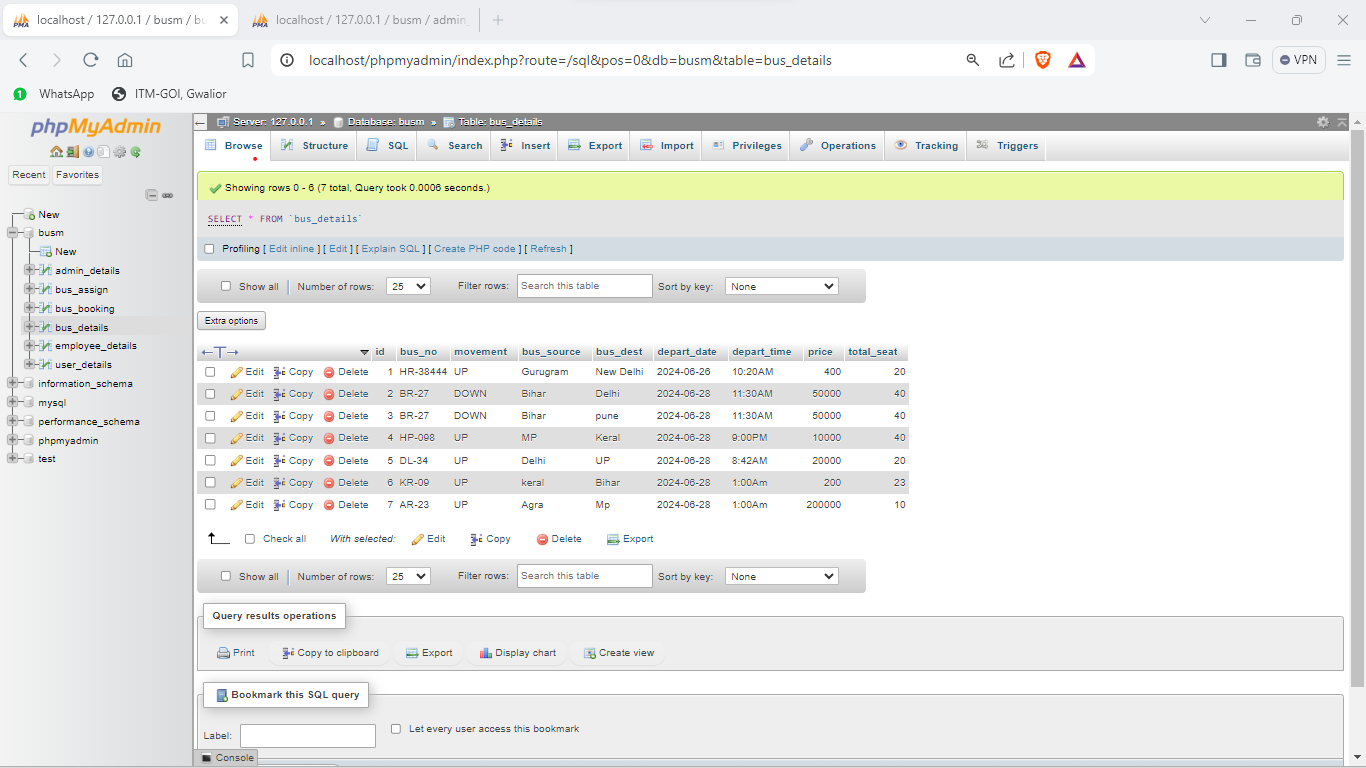 localhost / 127.0.0.1 / busm / bu
localhost / 127.0.0.1 / busm / admin_
localhost/phpmyadmin/index.php?route=/sql&pos=0&db=busm&table=bus_details
VPN
WhatsApp
ITM-GOI, Gwalior
phpMyAdmin
Recent Favorites
New
busm
New
admin_details
bus_assign
bus_booking
bus_details
employee_details
user_details
information_schema
mysql
performance_schema
phpmyadmin
test
Server: 127.0.0.1 » Database: busm » Table: bus_details
Browse Structure SQL Search Insert Export Import Privileges Operations Tracking Triggers
Showing rows 0 - 6 (7 total, Query took 0.0006 seconds.)
SELECT * FROM `bus_details`
Profiling [ Edit inline ] [ Edit ] [ Explain SQL ] [ Create PHP code ] [ Refresh ]
Show all Number of rows: 25 Filter rows: Search this table Sort by key: None
Extra options
←T→ id bus_no movement bus_source bus_dest depart_date depart_time price total_seat
Edit Copy Delete 1 HR-38444 UP Gurugram New Delhi 2024-06-26 10:20AM 400 20
Edit Copy Delete 2 BR-27 DOWN Bihar Delhi 2024-06-28 11:30AM 50000 40
Edit Copy Delete 3 BR-27 DOWN Bihar pune 2024-06-28 11:30AM 50000 40
Edit Copy Delete 4 HP-098 UP MP Keral 2024-06-28 9:00PM 10000 40
Edit Copy Delete 5 DL-34 UP Delhi UP 2024-06-28 8:42AM 20000 20
Edit Copy Delete 6 KR-09 UP keral Bihar 2024-06-28 1:00Am 200 23
Edit Copy Delete 7 AR-23 UP Agra Mp 2024-06-28 1:00Am 200000 10
Check all With selected: Edit Copy Delete Export
Show all Number of rows: 25 Filter rows: Search this table Sort by key: None
Query results operations
Print Copy to clipboard Export Display chart Create view
Bookmark this SQL query
Label: Let every user access this bookmark
Console